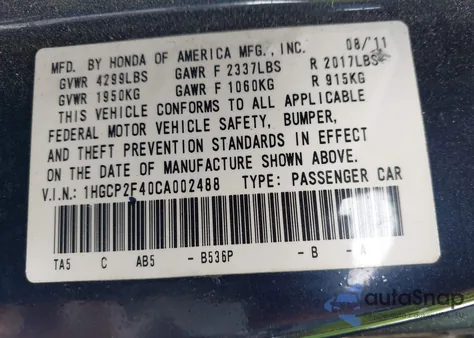 MFD. BY HONDA OF AMERICA MFG., INC. 08/'11
GVWR 4299LBS GAWR F 2337LBS R 2017LBS
GVWR 1950KG GAWR F 1060KG R 915KG
THIS VEHICLE CONFORMS TO ALL APPLICABLE
FEDERAL MOTOR VEHICLE SAFETY, BUMPER,
AND THEFT PREVENTION STANDARDS IN EFFECT
ON THE DATE OF MANUFACTURE SHOWN ABOVE.
V.I.N.: 1HGCP2F40CA002488 TYPE: PASSENGER CAR
TA5 C AB5 - B536P - B - A
autoSnap